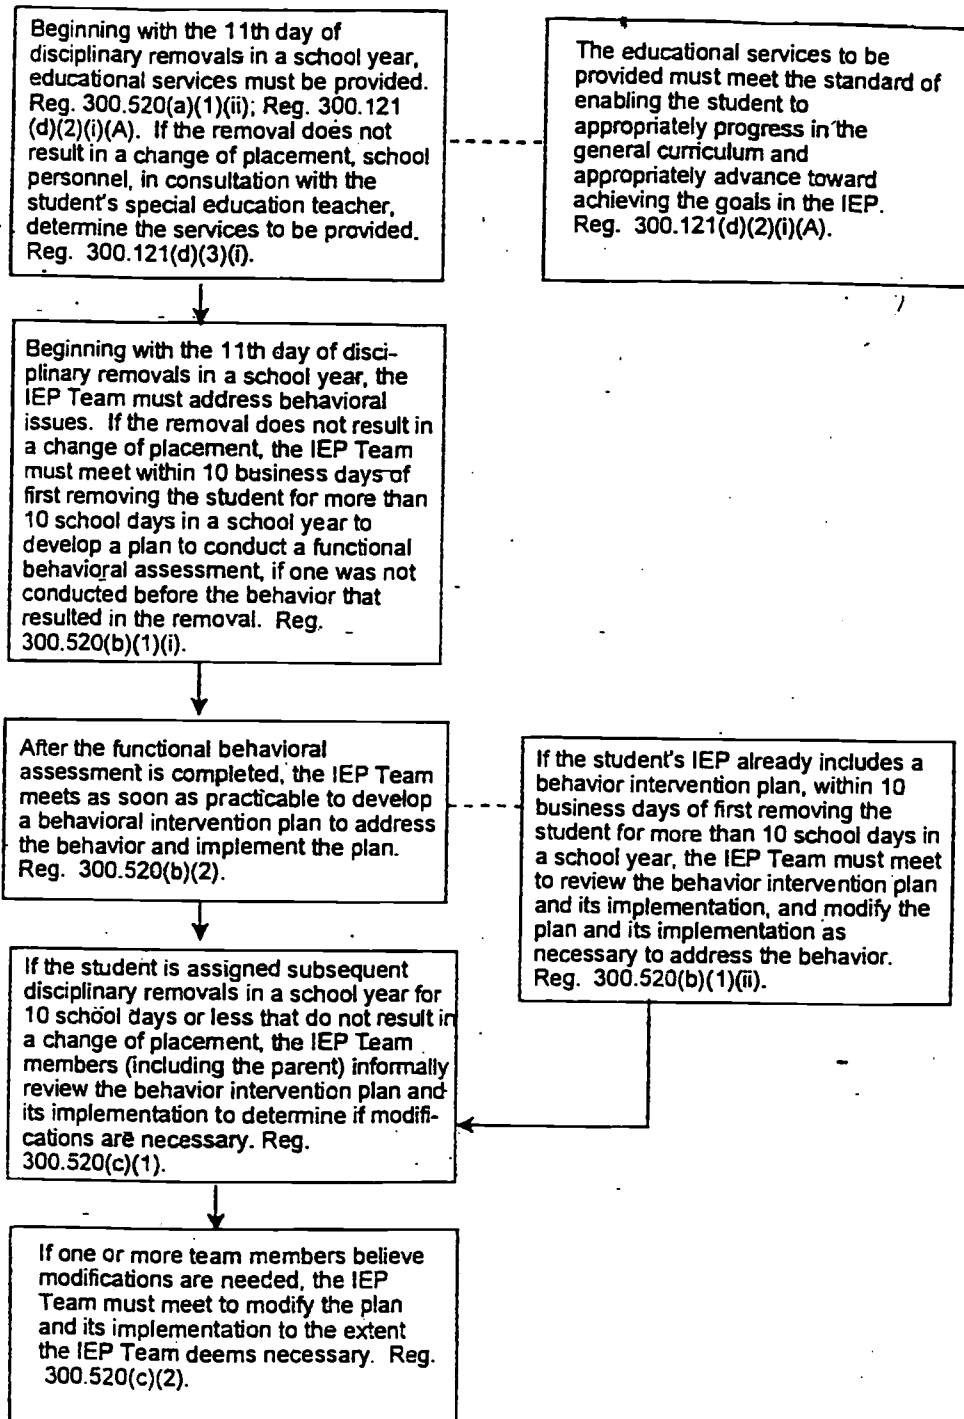 Beginning with the 11th day of
disciplinary removals in a school year,
educational services must be provided.
Reg. 300.520(a)(1)(ii); Reg. 300.121
(d)(2)(i)(A). If the removal does not
result in a change of placement, school
personnel, in consultation with the
student's special education teacher,
determine the services to be provided.
Reg. 300.121(d)(3)(i).
The educational services to be
provided must meet the standard of
enabling the student to
appropriately progress in the
general curriculum and
appropriately advance toward
achieving the goals in the IEP.
Reg. 300.121(d)(2)(i)(A).
Beginning with the 11th day of disci-
plinary removals in a school year, the
IEP Team must address behavioral
issues. If the removal does not result in
a change of placement, the IEP Team
must meet within 10 business days of
first removing the student for more than
10 school days in a school year to
develop a plan to conduct a functional
behavioral assessment, if one was not
conducted before the behavior that
resulted in the removal. Reg.
300.520(b)(1)(i).
After the functional behavioral
assessment is completed, the IEP Team
meets as soon as practicable to develop
a behavioral intervention plan to address
the behavior and implement the plan.
Reg. 300.520(b)(2).
If the student's IEP already includes a
behavior intervention plan, within 10
business days of first removing the
student for more than 10 school days in
a school year, the IEP Team must meet
to review the behavior intervention plan
and its implementation, and modify the
plan and its implementation as
necessary to address the behavior.
Reg. 300.520(b)(1)(ii).
If the student is assigned subsequent
disciplinary removals in a school year for
10 school days or less that do not result in
a change of placement, the IEP Team
members (including the parent) informally
review the behavior intervention plan and
its implementation to determine if modifi-
cations are necessary. Reg.
300.520(c)(1).
If one or more team members believe
modifications are needed, the IEP
Team must meet to modify the plan
and its implementation to the extent
the IEP Team deems necessary. Reg.
300.520(c)(2).